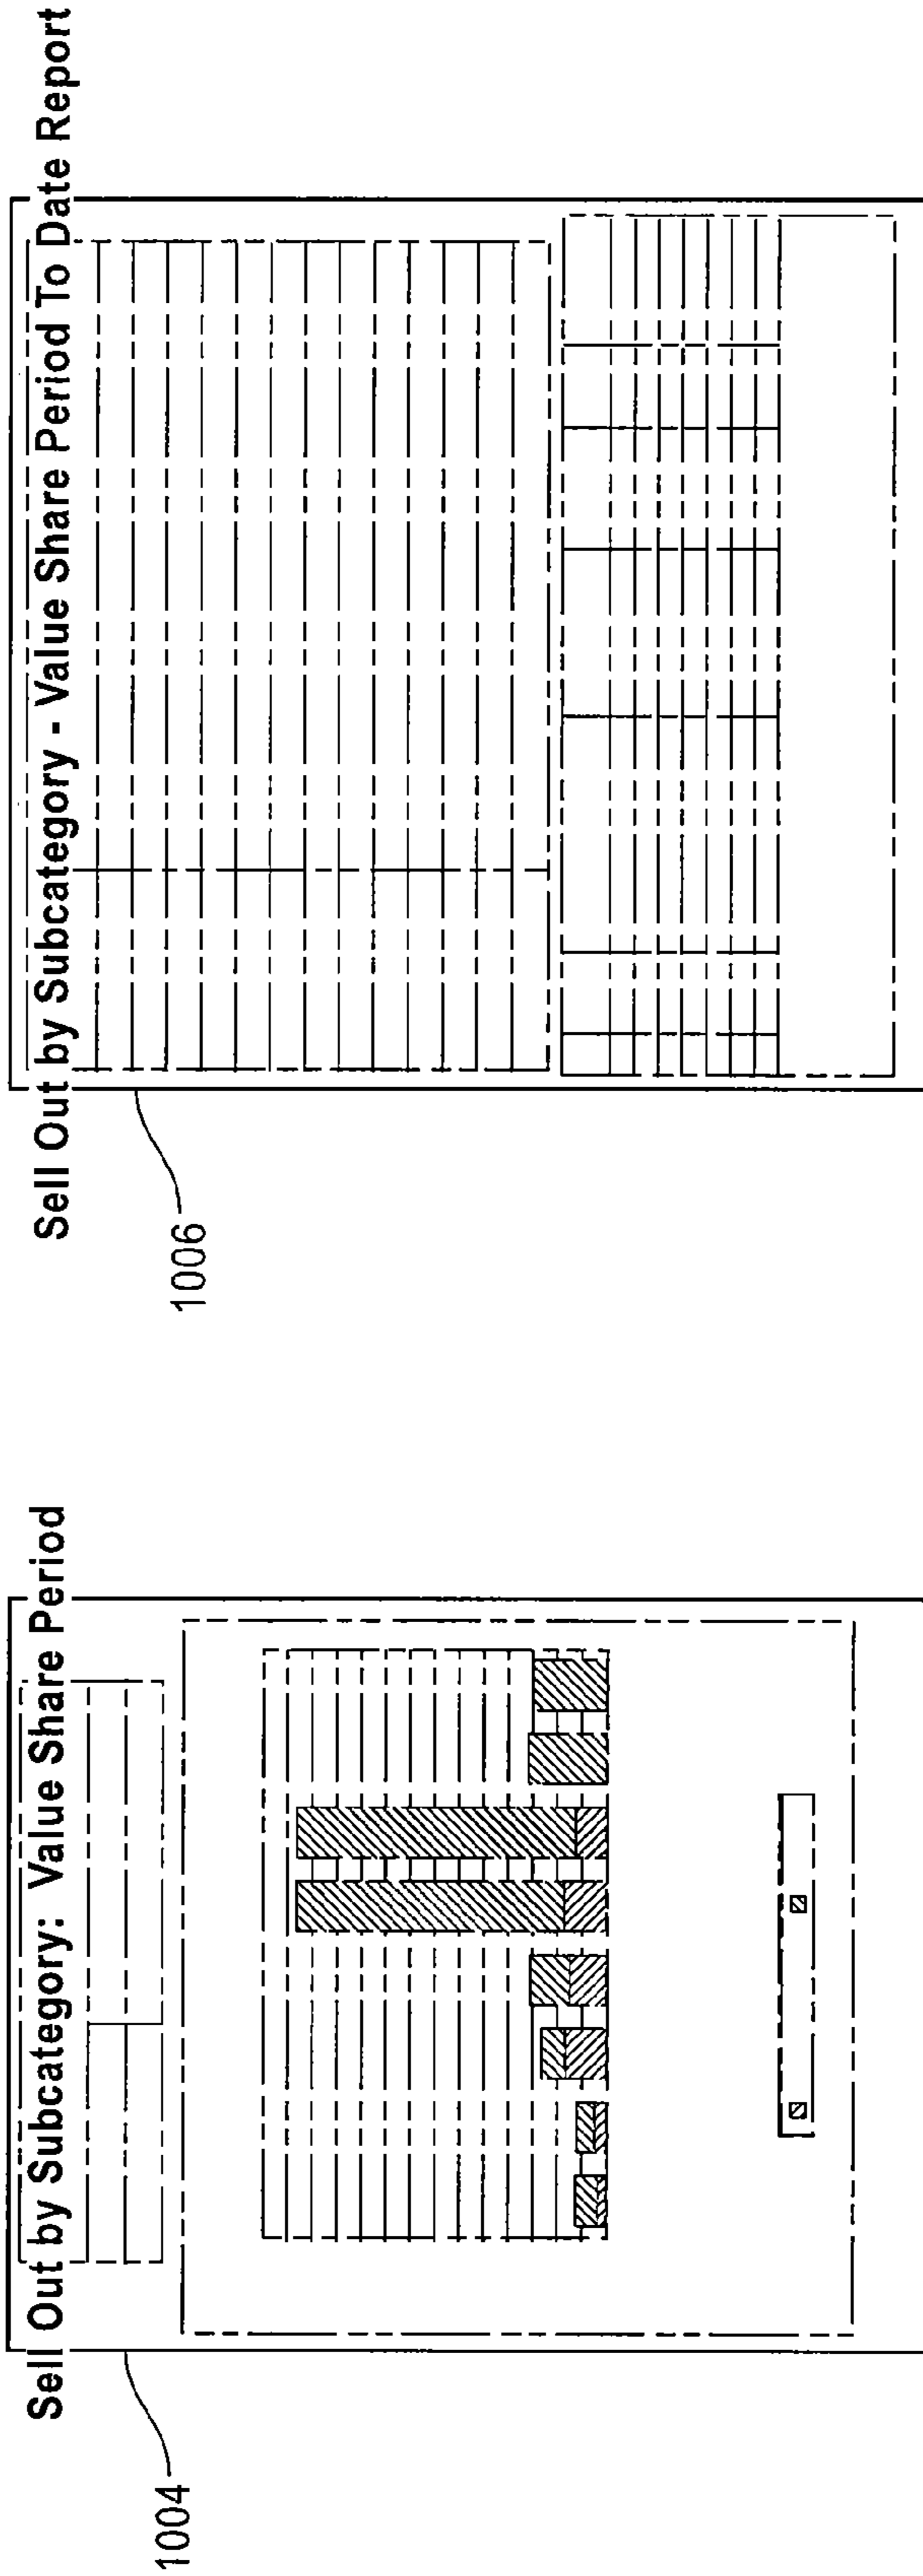 Sell Out by Subcategory: Value Share Period
1004
Sell Out by Subcategory - Value Share Period To Date Report
1006